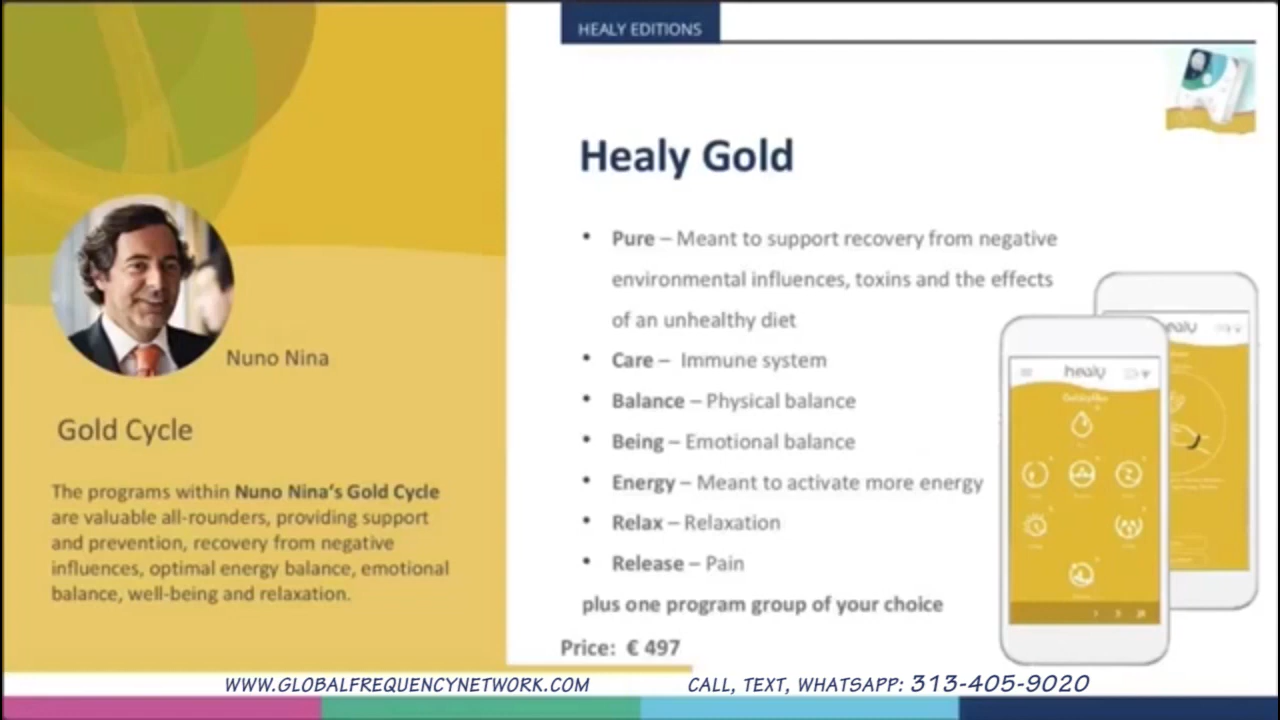 HEALY EDITIONS
Healy Gold
• Pure – Meant to support recovery from negative
environmental influences, toxins and the effects
of an unhealthy diet
• Care – Immune system
• Balance – Physical balance
• Being – Emotional balance
• Energy – Meant to activate more energy
• Relax – Relaxation
• Release – Pain
plus one program group of your choice
Price: € 497
Nuno Nina
Gold Cycle
The programs within Nuno Nina's Gold Cycle
are valuable all-rounders, providing support
and prevention, recovery from negative
influences, optimal energy balance, emotional
balance, well-being and relaxation.
healy
WWW.GLOBALFREQUENCYNETWORK.COM
CALL, TEXT, WHATSAPP: 313-405-9020